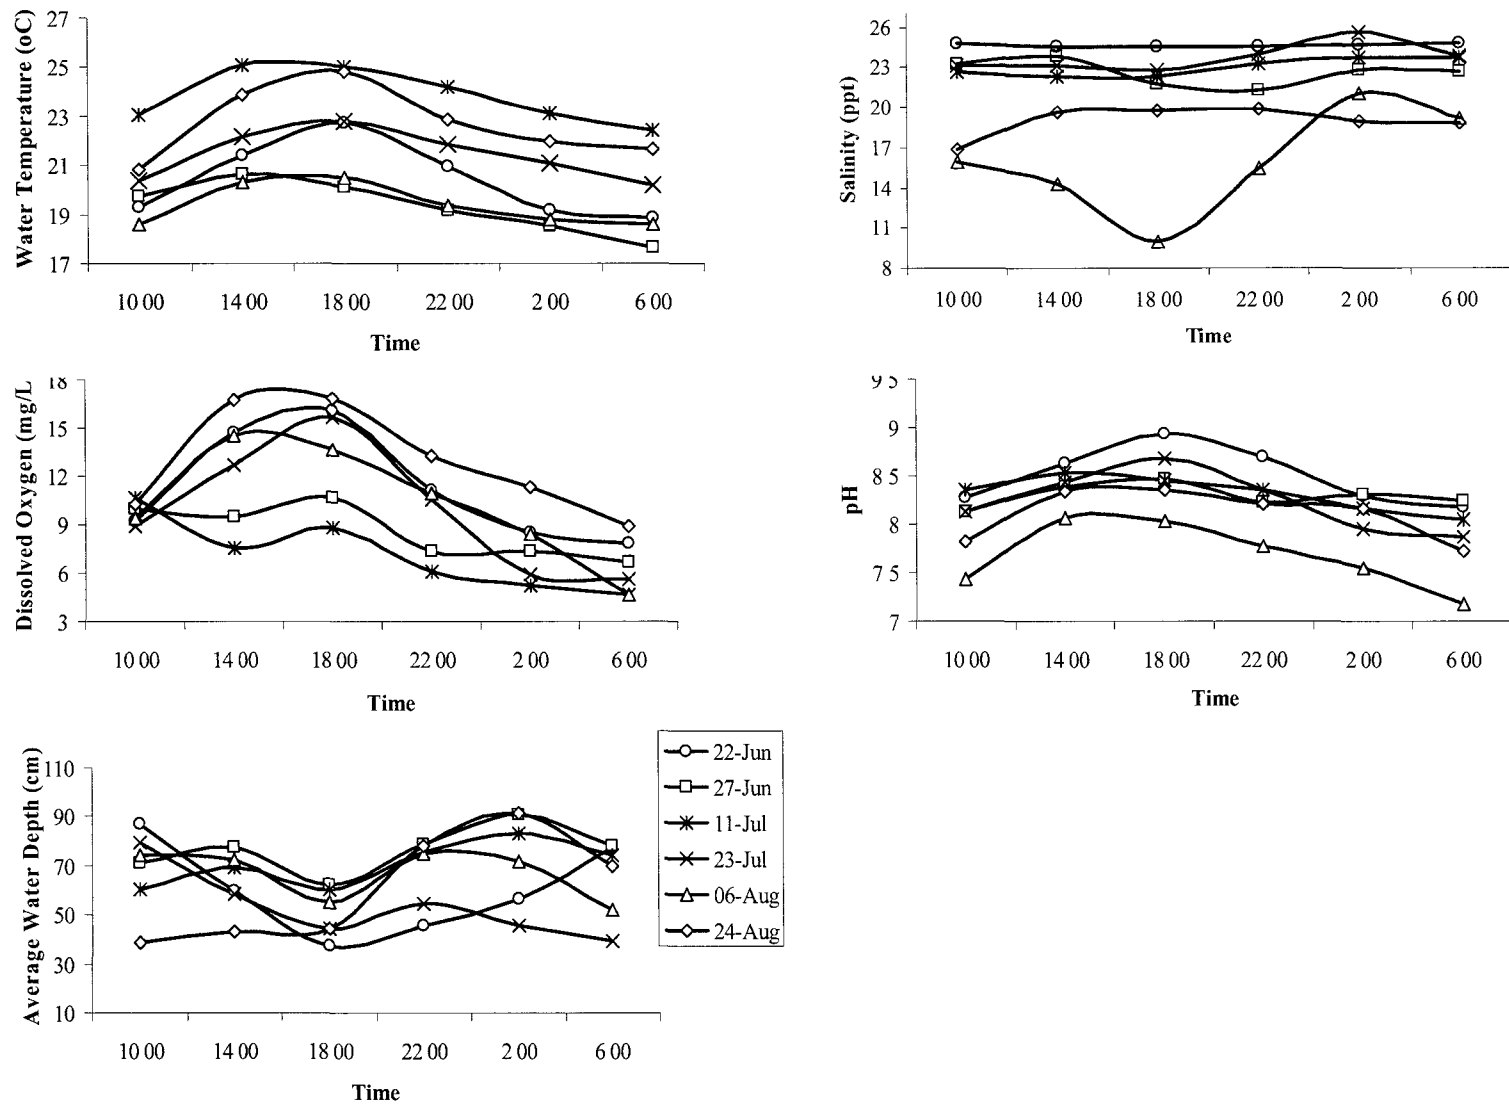 Water Temperature (oC)
27
25
23
21
19
17
10 00 14 00 18 00 22 00 2 00 6 00
Time
Salinity (ppt)
26
23
20
17
14
11
8
10 00 14 00 18 00 22 00 2 00 6 00
Time
Dissolved Oxygen (mg/L
18
15
12
9
6
3
10 00 14 00 18 00 22 00 2 00 6 00
Time
pH
9 5
9
8 5
8
7 5
7
10 00 14 00 18 00 22 00 2 00 6 00
Time
Average Water Depth (cm)
110
90
70
50
30
10
10 00 14 00 18 00 22 00 2 00 6 00
Time
22-Jun
27-Jun
11-Jul
23-Jul
06-Aug
24-Aug